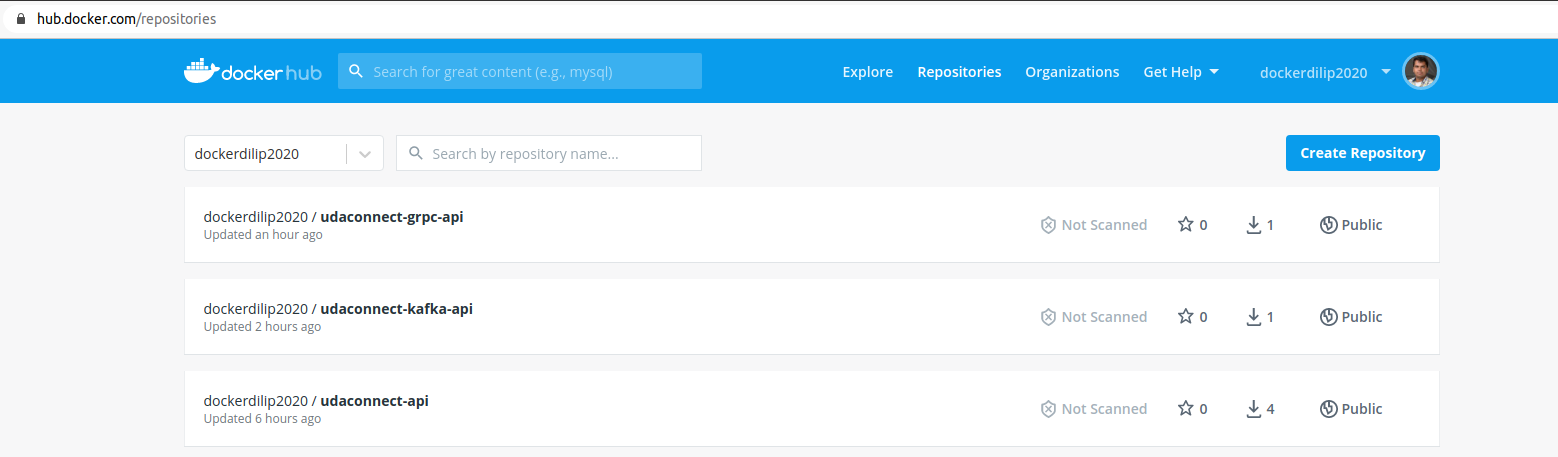 hub.docker.com/repositories
docker hub Search for great content (e.g., mysql) Explore Repositories Organizations Get Help dockerdilip2020
dockerdilip2020 Search by repository name... Create Repository
dockerdilip2020 / udaconnect-grpc-api
Updated an hour ago
Not Scanned 0 1 Public
dockerdilip2020 / udaconnect-kafka-api
Updated 2 hours ago
Not Scanned 0 1 Public
dockerdilip2020 / udaconnect-api
Updated 6 hours ago
Not Scanned 0 4 Public